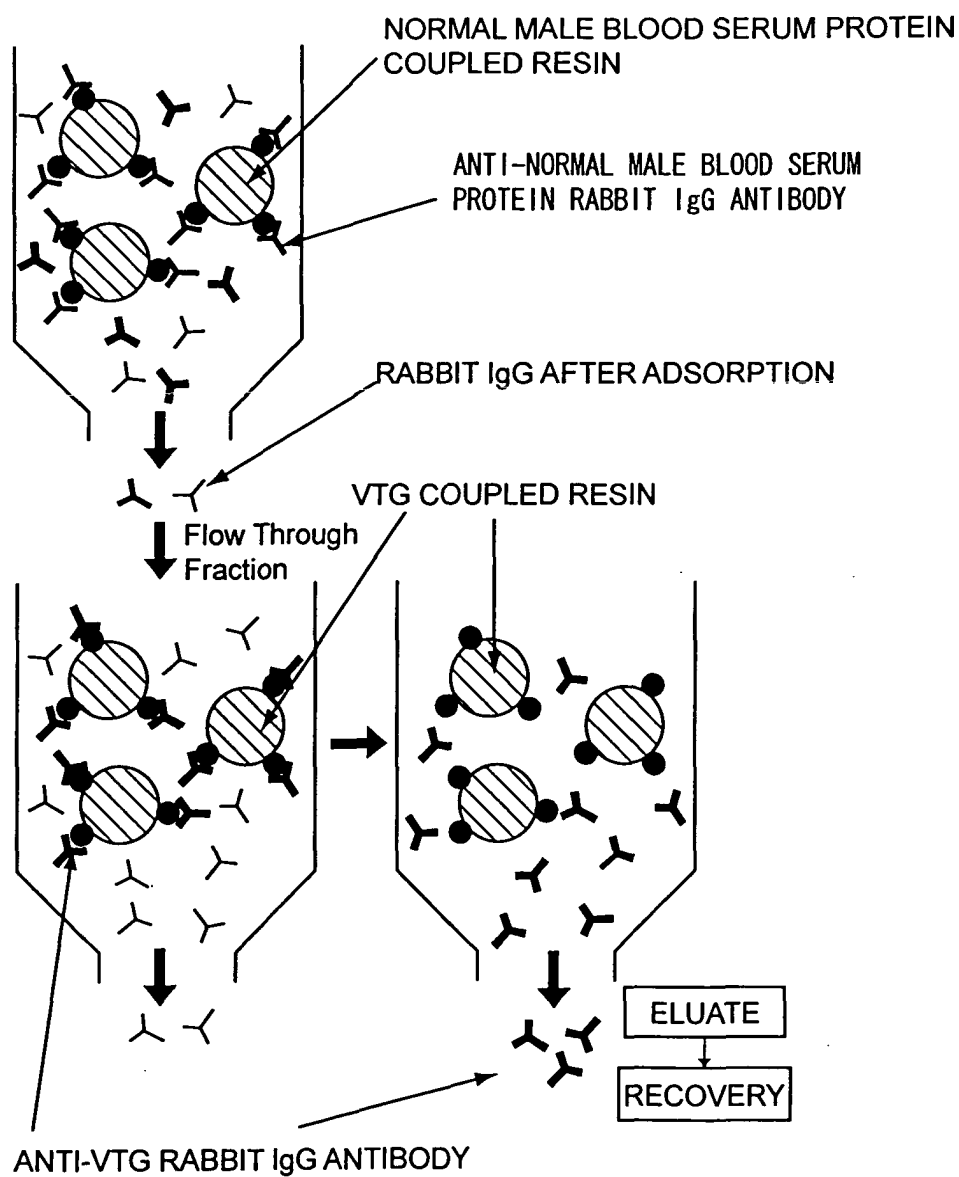 NORMAL MALE BLOOD SERUM PROTEIN
COUPLED RESIN
ANTI-NORMAL MALE BLOOD SERUM
PROTEIN RABBIT IgG ANTIBODY
RABBIT IgG AFTER ADSORPTION
VTG COUPLED RESIN
Flow Through
Fraction
ELUATE
RECOVERY
ANTI-VTG RABBIT IgG ANTIBODY